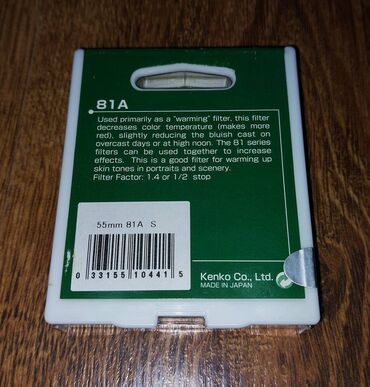 81A
Used primarily as a "warming" filter, this filter
decreases color temperature (makes more
red), slightly reducing the bluish cast on
overcast days or at high noon. The 81 series
filters can be used together to increase
effects. This is a good filter for warming up
skin tones in portraits and scenery.
Filter Factor: 1.4 or 1/2 stop
55mm 81A S
0 33155 10441 5
Kenko Co., Ltd.
MADE IN JAPAN